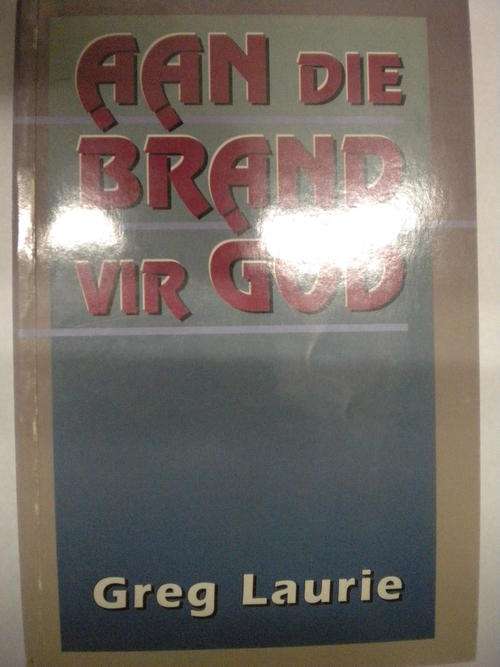 AAN DIE
BRAND
VIR GOD
Greg Laurie